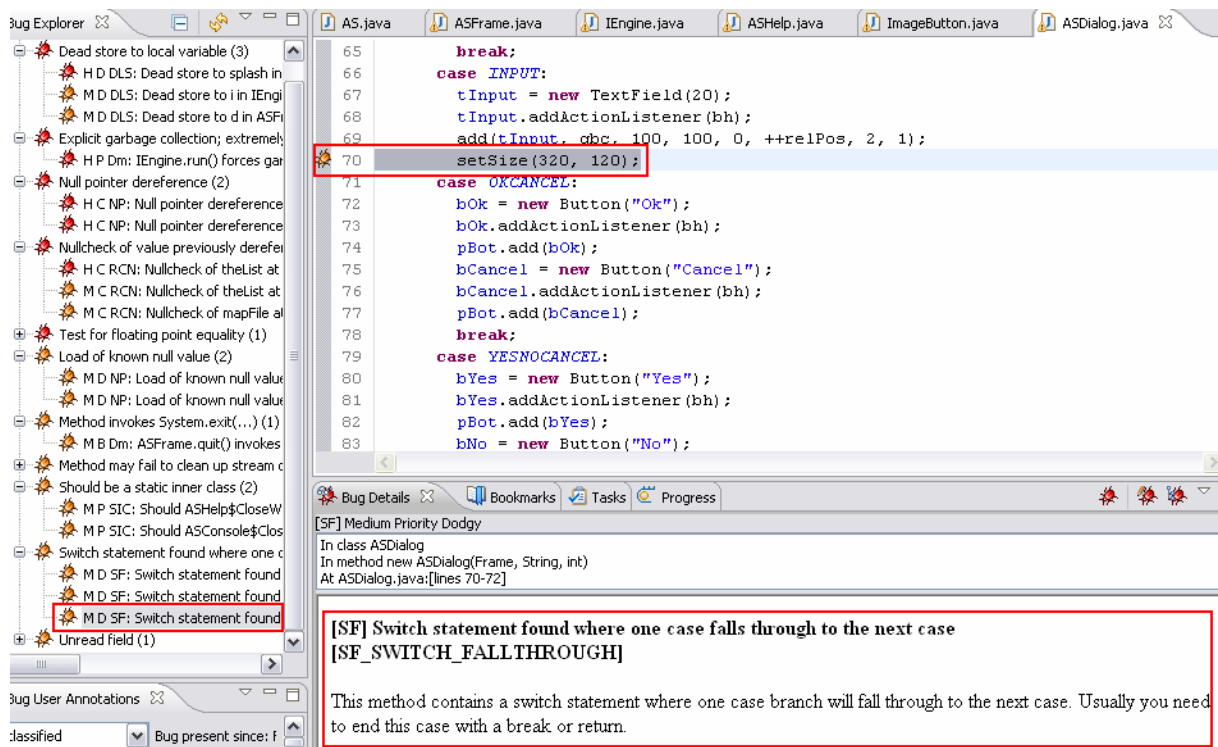 Bug Explorer
Dead store to local variable (3)
H D DLS: Dead store to splash in
M D DLS: Dead store to i in IEngi
M D DLS: Dead store to d in ASFr
Explicit garbage collection; extremely
H P Dm: IEngine.run() forces gar
Null pointer dereference (2)
H C NP: Null pointer dereference
H C NP: Null pointer dereference
Nullcheck of value previously derefer
H C RCN: Nullcheck of theList at
M C RCN: Nullcheck of theList at
M C RCN: Nullcheck of mapFile al
Test for floating point equality (1)
Load of known null value (2)
M D NP: Load of known null value
M D NP: Load of known null value
Method invokes System.exit(...) (1)
M B Dm: ASFrame.quit() invokes
Method may fail to clean up stream o
Should be a static inner class (2)
M P SIC: Should ASHelp$CloseW
M P SIC: Should ASConsole$Clos
Switch statement found where one c
M D SF: Switch statement found
M D SF: Switch statement found
M D SF: Switch statement found
Unread field (1)
Bug User Annotations
classified
Bug present since: F
AS.java ASFrame.java IEngine.java ASHelp.java ImageButton.java ASDialog.java
65 break;
66 case INPUT:
67 tInput = new TextField(20);
68 tInput.addActionListener(bh);
69 add(tInput, gbc, 100, 100, 0, ++relPos, 2, 1);
70 setSize(320, 120);
71 case OKCANCEL:
72 bOk = new Button("Ok");
73 bOk.addActionListener(bh);
74 pBot.add(bOk);
75 bCancel = new Button("Cancel");
76 bCancel.addActionListener(bh);
77 pBot.add(bCancel);
78 break;
79 case YESNOCANCEL:
80 bYes = new Button("Yes");
81 bYes.addActionListener(bh);
82 pBot.add(bYes);
83 bNo = new Button("No");
Bug Details Bookmarks Tasks Progress
[SF] Medium Priority Dodgy
In class ASDialog
In method new ASDialog(Frame, String, int)
At ASDialog.java:[lines 70-72]
[SF] Switch statement found where one case falls through to the next case
[SF_SWITCH_FALLTHROUGH]
This method contains a switch statement where one case branch will fall through to the next case. Usually you need
to end this case with a break or return.